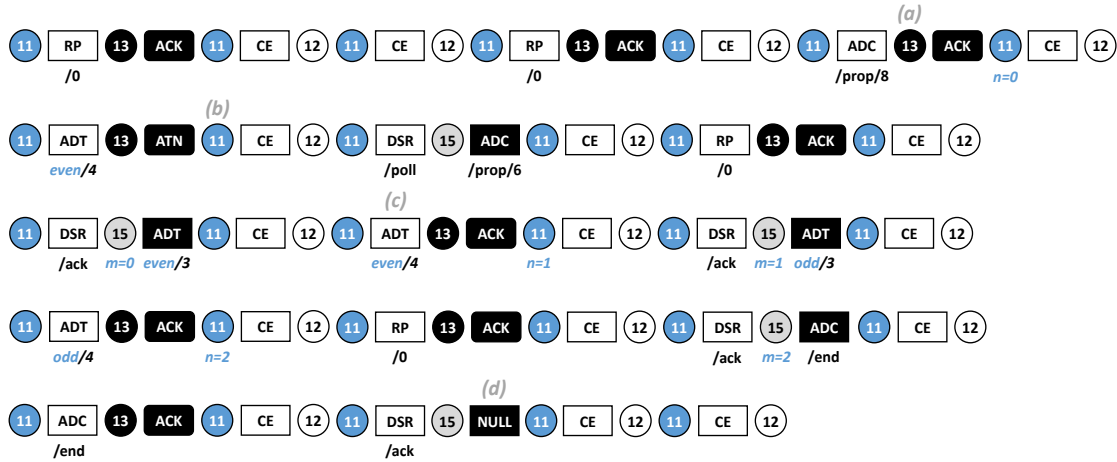 (a)
11 RP 13 ACK 11 CE 12 11 CE 12 11 RP 13 ACK 11 CE 12 11 ADC 13 ACK 11 CE 12
/0 /0 /prop/8 n=0
(b)
11 ADT 13 ATN 11 CE 12 11 DSR 15 ADC 11 CE 12 11 RP 13 ACK 11 CE 12
even/4 /poll /prop/6 /0
(c)
11 DSR 15 ADT 11 CE 12 11 ADT 13 ACK 11 CE 12 11 DSR 15 ADT 11 CE 12
/ack m=0 even/3 even/4 n=1 /ack m=1 odd/3
11 ADT 13 ACK 11 CE 12 11 RP 13 ACK 11 CE 12 11 DSR 15 ADC 11 CE 12
odd/4 n=2 /0 /ack m=2 /end
(d)
11 ADC 13 ACK 11 CE 12 11 DSR 15 NULL 11 CE 12 11 CE 12
/end /ack